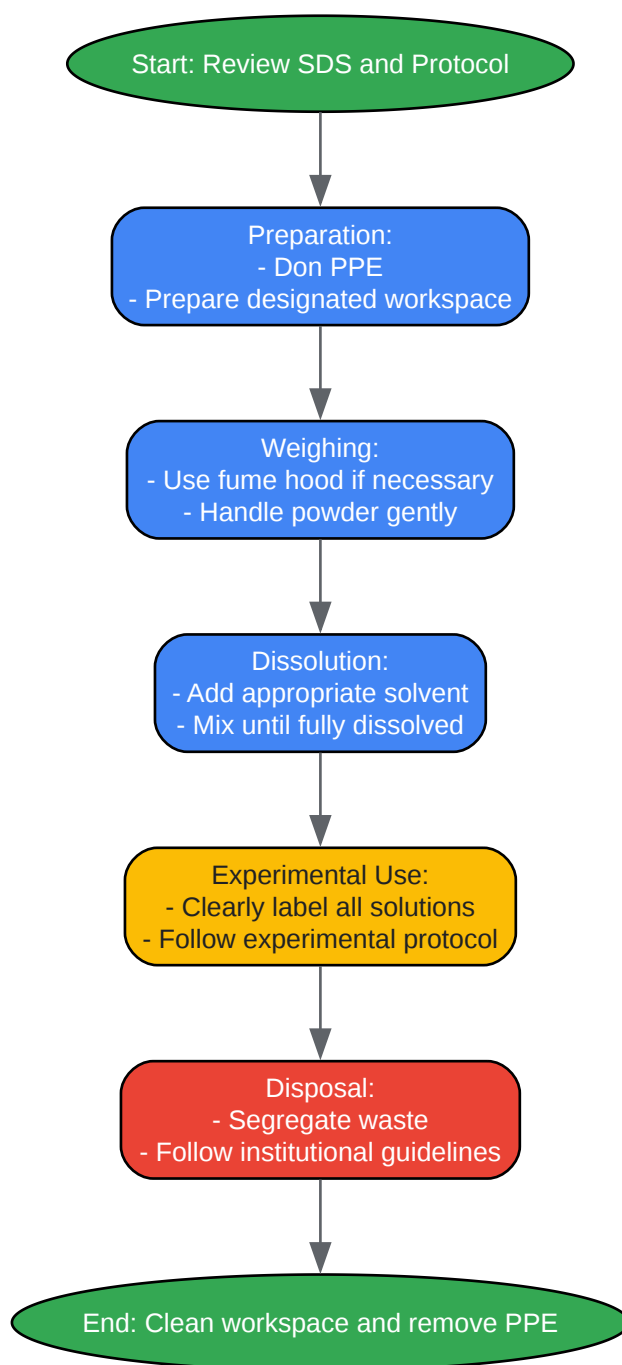 Start: Review SDS and Protocol
Preparation:
- Don PPE
- Prepare designated workspace
Weighing:
- Use fume hood if necessary
- Handle powder gently
Dissolution:
- Add appropriate solvent
- Mix until fully dissolved
Experimental Use:
- Clearly label all solutions
- Follow experimental protocol
Disposal:
- Segregate waste
- Follow institutional guidelines
End: Clean workspace and remove PPE